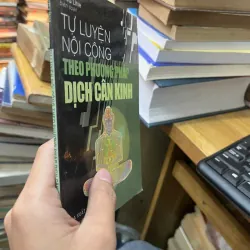 TỰ LUYỆN
NỘI CÔNG
THEO PHƯƠNG PHÁP
DỊCH CÂN KINH